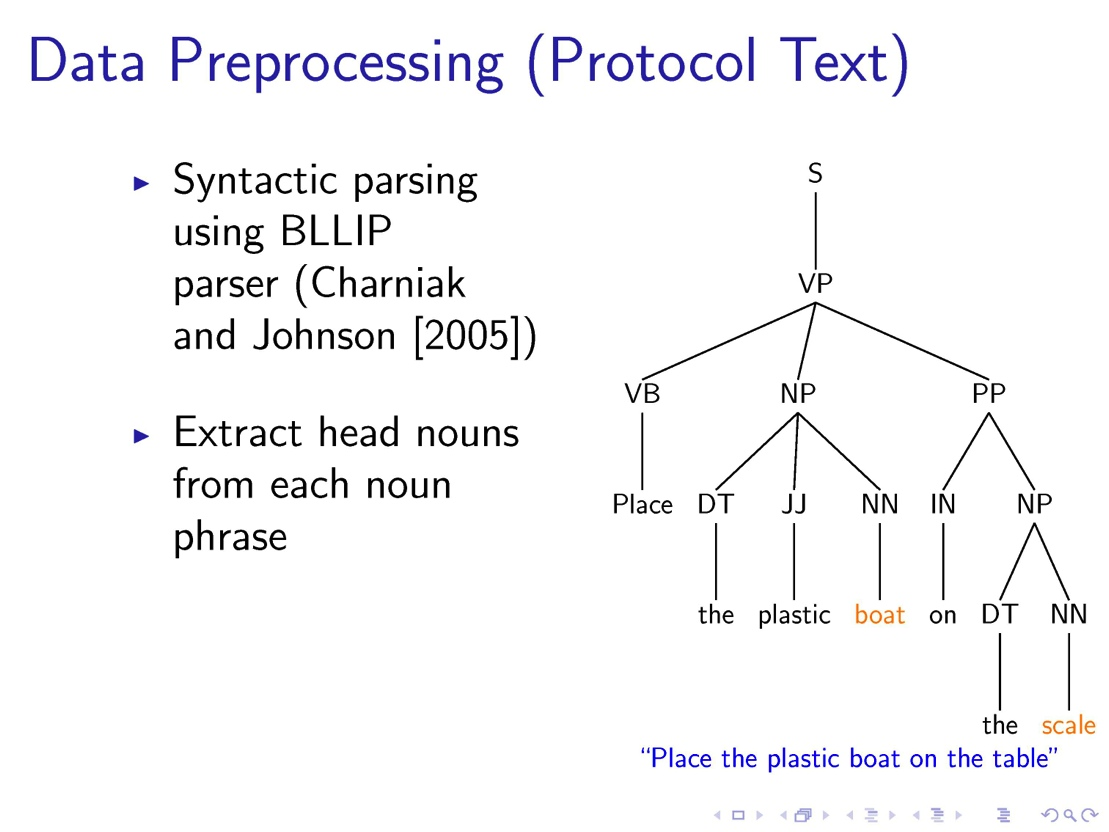 Data Preprocessing (Protocol Text)
▶ Syntactic parsing
using BLLIP
parser (Charniak
and Johnson [2005])
▶ Extract head nouns
from each noun
phrase
S
VP
VB NP PP
Place DT JJ NN IN NP
the plastic boat on DT NN
the scale
“Place the plastic boat on the table”